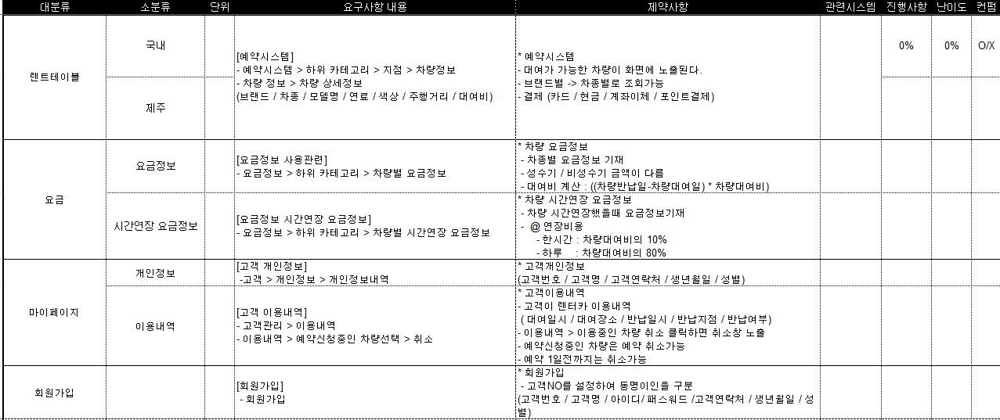 대분류 소분류 단위 요구사항 내용 제약사항 관련시스템 진행사항 난이도 컨펌
렌트테이블
국내
제주
[예약시스템]
- 예약시스템 > 하위 카테고리 > 지점 > 차량정보
- 차량 정보 > 차량 상세정보
(브랜드 / 차종 / 모델명 / 연료 / 색상 / 주행거리 / 대여비)
* 예약시스템
- 대여가 가능한 차량이 화면에 노출된다.
- 브랜드별 -> 차종별로 조회가능
- 결제 (카드 / 현금 / 계좌이체 / 포인트결제)
0% 0% O/X
요금
요금정보
[요금정보 사용관련]
- 요금정보 > 하위 카테고리 > 차량별 요금정보
* 차량 요금정보
- 차종별 요금정보 기재
- 성수기 / 비성수기 금액이 다름
- 대여비 계산 : ((차량반납일-차량대여일) * 차량대여비)
시간연장 요금정보
[요금정보 시간연장 요금정보]
- 요금정보 > 하위 카테고리 > 차량별 시간연장 요금정보
* 차량 시간연장 요금정보
- 차량 시간연장했을때 요금정보기재
- @ 연장비용
- 한시간 : 차량대여비의 10%
- 하루 : 차량대여비의 80%
마이페이지
개인정보
[고객 개인정보]
-고객 > 개인정보 > 개인정보내역
* 고객개인정보
(고객번호 / 고객명 / 고객연락처 / 생년월일 / 성별)
이용내역
[고객 이용내역]
- 고객관리 > 이용내역
- 이용내역 > 예약신청중인 차량선택 > 취소
* 고객이용내역
- 고객이 렌터카 이용내역
( 대여일시 / 대여장소 / 반납일시 / 반납지점 / 반납여부)
- 이용내역 > 이용중인 차량 취소 클릭하면 취소창 노출
- 예약신청중인 차량은 예약 취소가능
- 예약 1일전까지는 취소가능
회원가입
[회원가입]
- 회원가입
* 회원가입
- 고객NO를 설정하여 동명이인을 구분
(고객번호 / 고객명 / 아이디/ 패스워드 /고객연락처 / 생년월일 / 성
별)